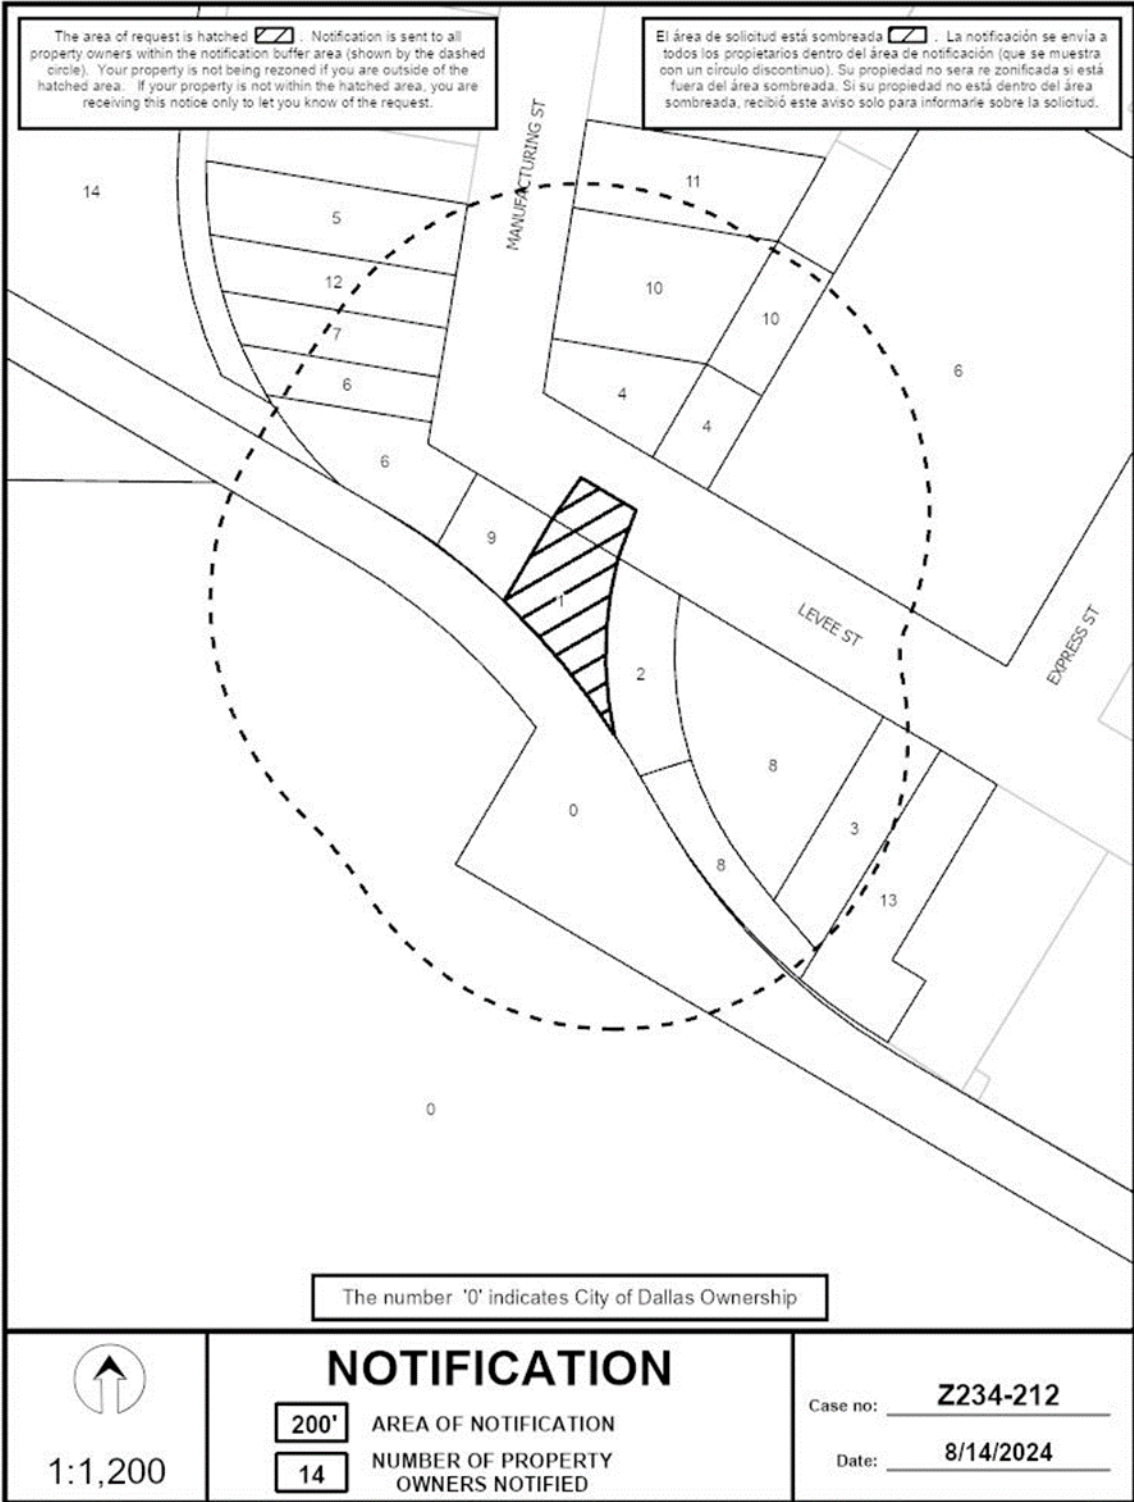 The area of request is hatched . Notification is sent to all
property owners within the notification buffer area (shown by the dashed
circle). Your property is not being rezoned if you are outside of the
hatched area. If your property is not within the hatched area, you are
receiving this notice only to let you know of the request.
El área de solicitud está sombreada . La notificación se envía a
todos los propietarios dentro del área de notificación (que se muestra
con un círculo discontinuo). Su propiedad no sera re zonificada si está
fuera del área sombreada. Si su propiedad no está dentro del área
sombreada, recibió este aviso solo para informarle sobre la solicitud.
MANUFACTURING ST
14
11
5
12
10
10
7
6
6
4
4
6
9
1
LEVEE ST
EXPRESS ST
2
8
0
3
8
13
0
The number '0' indicates City of Dallas Ownership
1:1,200
NOTIFICATION
200' AREA OF NOTIFICATION
14 NUMBER OF PROPERTY
OWNERS NOTIFIED
Case no: Z234-212
Date: 8/14/2024